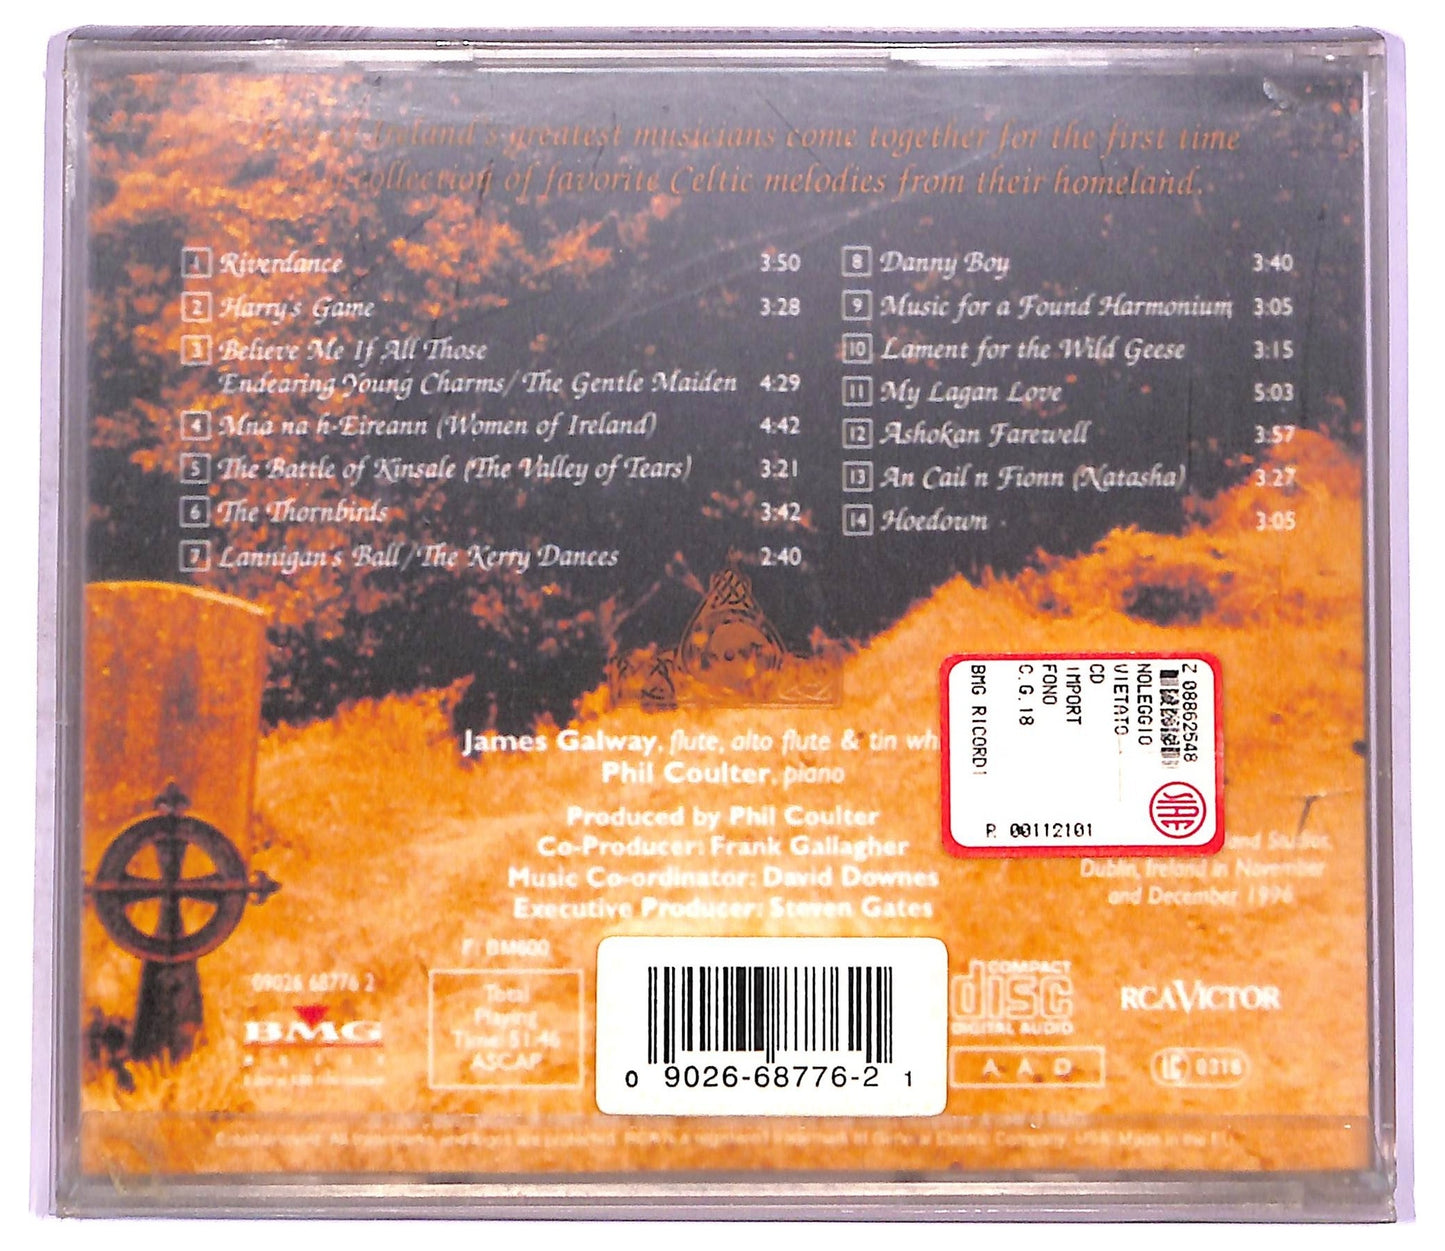 of Ireland's greatest musicians come together for the first time
collection of favorite Celtic melodies from their homeland.
1 Riverdance 3:50
2 Harry's Game 3:28
3 Believe Me If All Those
Endearing Young Charms/The Gentle Maiden 4:29
4 Mna na h-Eireann (Women of Ireland) 4:42
5 The Battle of Kinsale (The Valley of Tears) 3:21
6 The Thornbirds 3:42
7 Lannigan's Ball/The Kerry Dances 2:40
8 Danny Boy 3:40
9 Music for a Found Harmonium 3:05
10 Lament for the Wild Geese 3:15
11 My Lagan Love 5:03
12 Ashokan Farewell 3:57
13 An Cail n Fionn (Natasha) 3:27
14 Hoedown 3:05
James Galway, flute, alto flute & tin wh
Phil Coulter, piano
Produced by Phil Coulter
Co-Producer: Frank Gallagher
Music Co-ordinator: David Downes
Executive Producer: Steven Gates
Z 08862548
NOLEGGIO
VIETATO
CD
IMPORT
FONO
C.G.18
BMG RICORDI
SIAE
R 00112101
Studios,
Dublin, Ireland in November
and December 1996
F: BM600
09026 68776 2
BMG
Total
Playing
Time: 51:46
ASCAP
0 9026-68776-2 1
COMPACT
disc
DIGITAL AUDIO
A A D
RCA VICTOR
LC 0316